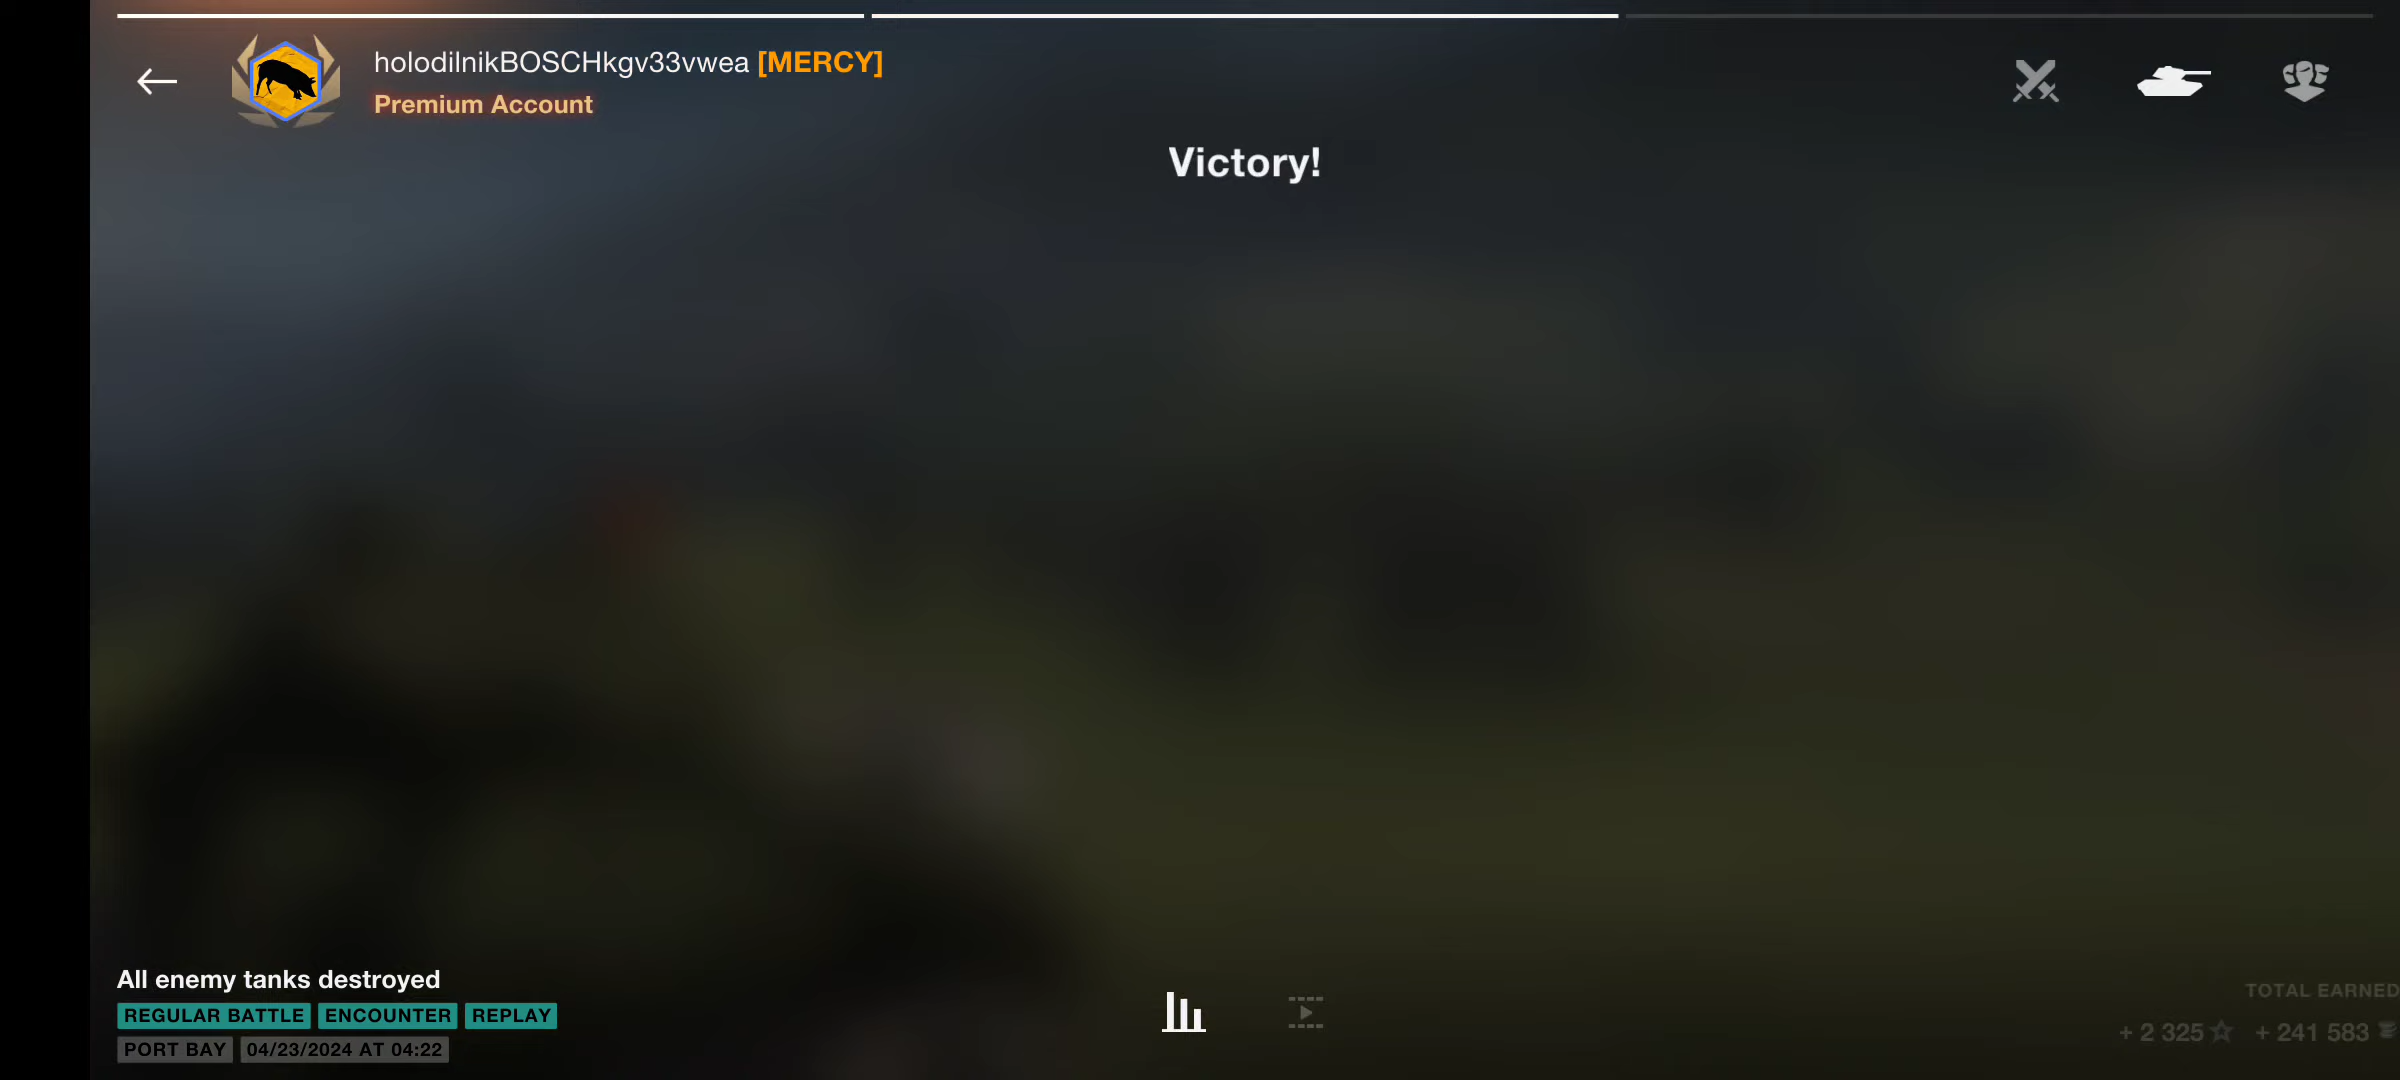 holodilnikBOSCHkgv33vwea [MERCY]
Premium Account
Victory!
All enemy tanks destroyed
REGULAR BATTLE ENCOUNTER REPLAY
PORT BAY 04/23/2024 AT 04:22
TOTAL EARNED
+ 2 325 + 241 583